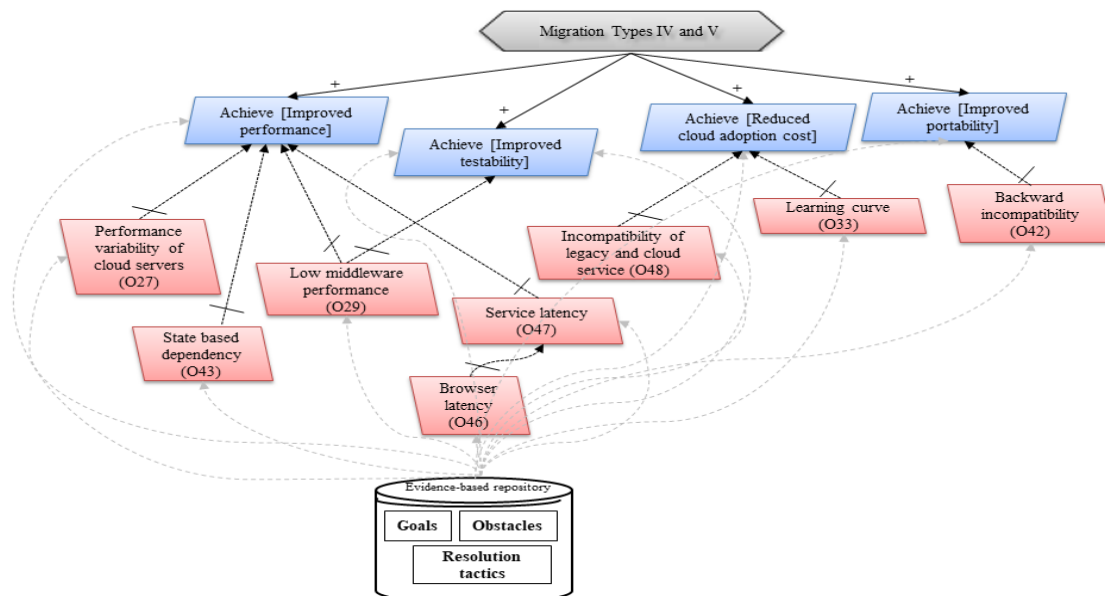 Migration Types IV and V
+
+
+
+
Achieve [Improved
performance]
Achieve [Improved
testability]
Achieve [Reduced
cloud adoption cost]
Achieve [Improved
portability]
Performance
variability of
cloud servers
(O27)
Low middleware
performance
(O29)
Incompatibility of
legacy and cloud
service (O48)
Learning curve
(O33)
Backward
incompatibility
(O42)
State based
dependency
(O43)
Service latency
(O47)
Browser
latency
(O46)
Evidence-based repository
Goals
Obstacles
Resolution
tactics